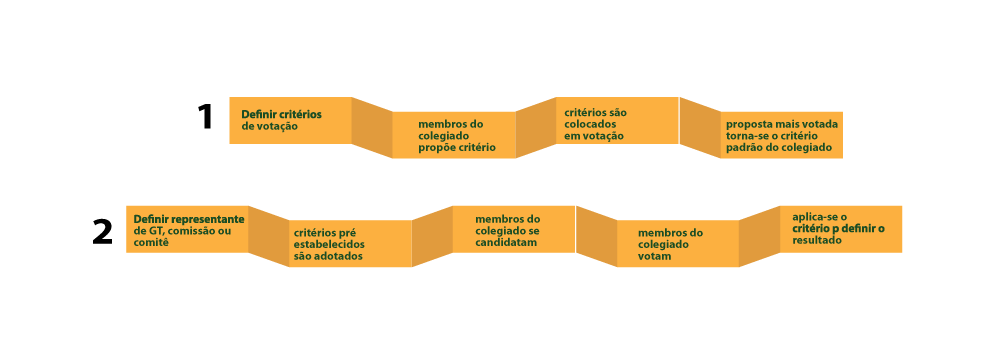 1
Definir critérios
de votação
membros do
colegiado
propõe critério
critérios são
colocados
em votação
proposta mais votada
torna-se o critério
padrão do colegiado
2
Definir representante
de GT, comissão ou
comitê
critérios pré
estabelecidos
são adotados
membros do
colegiado se
candidatam
membros do
colegiado
votam
aplica-se o
critério p definir o
resultado